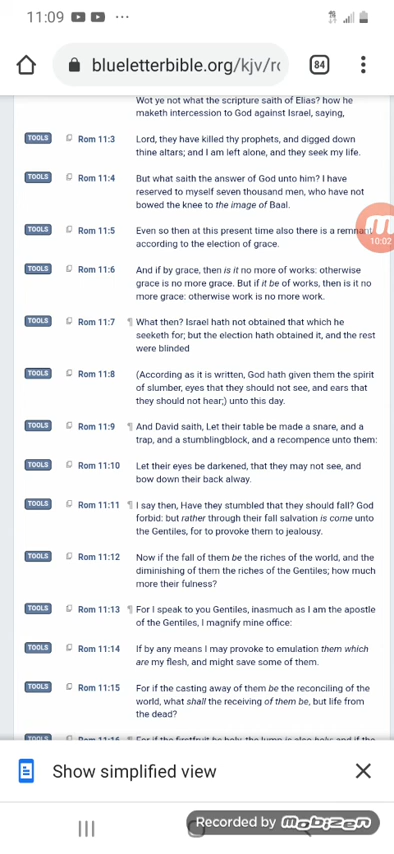 11:09
blueletterbible.org/kjv/r
84
Wot ye not what the scripture saith of Elias? how he
maketh intercession to God against Israel, saying,
TOOLS Rom 11:3 Lord, they have killed thy prophets, and digged down
thine altars; and I am left alone, and they seek my life.
TOOLS Rom 11:4 But what saith the answer of God unto him? I have
reserved to myself seven thousand men, who have not
bowed the knee to the image of Baal.
TOOLS Rom 11:5 Even so then at this present time also there is a remnant
according to the election of grace.
10:02
TOOLS Rom 11:6 And if by grace, then is it no more of works: otherwise
grace is no more grace. But if it be of works, then is it no
more grace: otherwise work is no more work.
TOOLS Rom 11:7 ¶ What then? Israel hath not obtained that which he
seeketh for; but the election hath obtained it, and the rest
were blinded
TOOLS Rom 11:8 (According as it is written, God hath given them the spirit
of slumber, eyes that they should not see, and ears that
they should not hear;) unto this day.
TOOLS Rom 11:9 ¶ And David saith, Let their table be made a snare, and a
trap, and a stumblingblock, and a recompence unto them:
TOOLS Rom 11:10 Let their eyes be darkened, that they may not see, and
bow down their back alway.
TOOLS Rom 11:11 ¶ I say then, Have they stumbled that they should fall? God
forbid: but rather through their fall salvation is come unto
the Gentiles, for to provoke them to jealousy.
TOOLS Rom 11:12 Now if the fall of them be the riches of the world, and the
diminishing of them the riches of the Gentiles; how much
more their fulness?
TOOLS Rom 11:13 ¶ For I speak to you Gentiles, inasmuch as I am the apostle
of the Gentiles, I magnify mine office:
TOOLS Rom 11:14 If by any means I may provoke to emulation them which
are my flesh, and might save some of them.
TOOLS Rom 11:15 For if the casting away of them be the reconciling of the
world, what shall the receiving of them be, but life from
the dead?
TOOLS Rom 11:16 ¶ For if the firstfruit be holy, the lump is also holy: and if the
Show simplified view
Recorded by mobizen